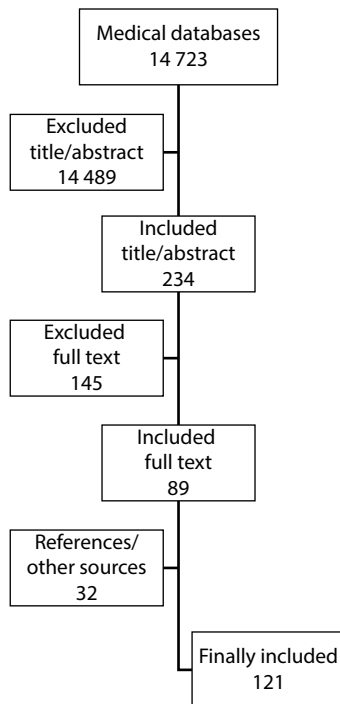 Medical databases
14 723
Excluded
title/abstract
14 489
Included
title/abstract
234
Excluded
full text
145
Included
full text
89
References/
other sources
32
Finally included
121